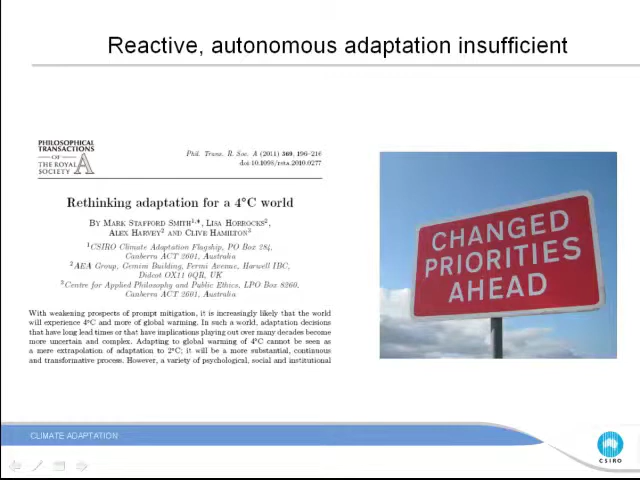 Reactive, autonomous adaptation insufficient
PHILOSOPHICAL
TRANSACTIONS
OF
THE ROYAL
SOCIETY
A
Phil. Trans. R. Soc. A (2011) 369, 196–216
doi:10.1098/rsta.2010.0277
Rethinking adaptation for a 4°C world
BY MARK STAFFORD SMITH1,*, LISA HORROCKS2,
ALEX HARVEY2 AND CLIVE HAMILTON3
1CSIRO Climate Adaptation Flagship, PO Box 284,
Canberra ACT 2601, Australia
2AEA Group, Gemini Building, Fermi Avenue, Harwell IBC,
Didcot OX11 0QR, UK
3Centre for Applied Philosophy and Public Ethics, LPO Box 8260,
Canberra ACT 2601, Australia
With weakening prospects of prompt mitigation, it is increasingly likely that the world
will experience 4°C and more of global warming. In such a world, adaptation decisions
that have long lead times or that have implications playing out over many decades become
more uncertain and complex. Adapting to global warming of 4°C cannot be seen as
a mere extrapolation of adaptation to 2°C; it will be a more substantial, continuous
and transformative process. However, a variety of psychological, social and institutional
CHANGED
PRIORITIES
AHEAD
CLIMATE ADAPTATION
CSIRO